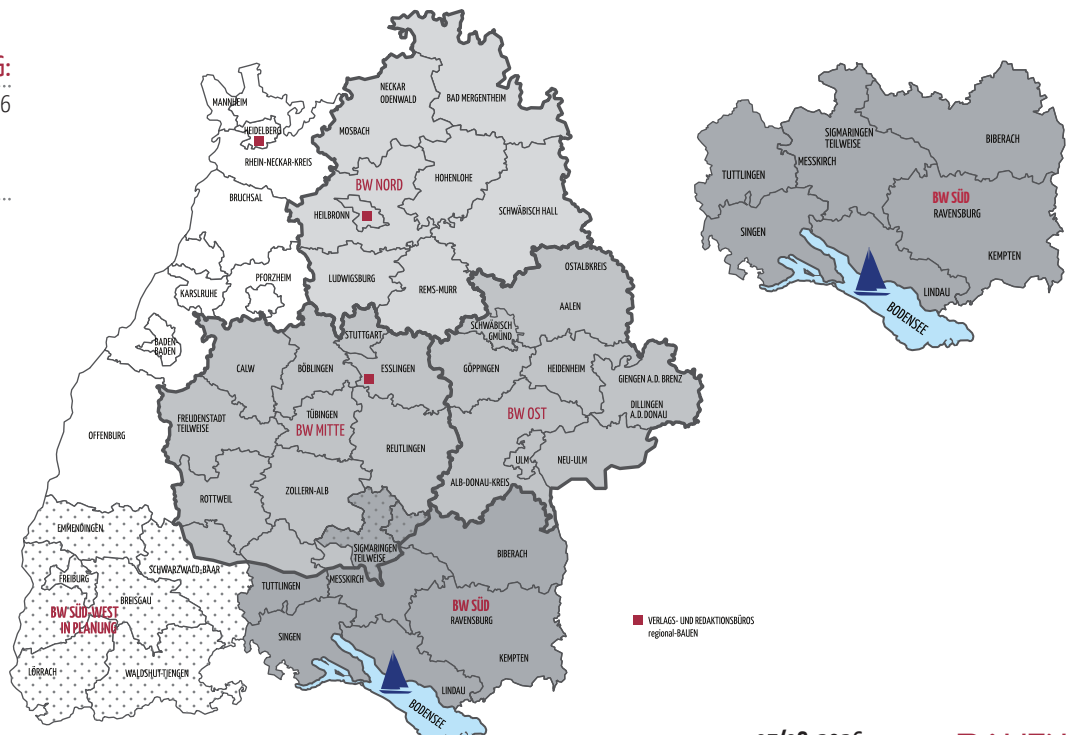 G:
6
NECKAR
ODENWALD
BAD MERGENTHEIM
MANNHEIM
HEIDELBERG
MOSBACH
RHEIN-NECKAR-KREIS
BW NORD
HOHENLOHE
BRUCHSAL
HEILBRONN
SCHWÄBISCH HALL
LUDWIGSBURG
REMS-MURR
PFORZHEIM
KARLSRUHE
OSTALBKREIS
AALEN
BADEN-
BADEN
STUTTGART
SCHWÄBISCH
GMÜND
CALW
BÖBLINGEN
ESSLINGEN
GÖPPINGEN
HEIDENHEIM
GIENGEN A.D. BRENZ
DILLINGEN
A.D. DONAU
FREUDENSTADT
TEILWEISE
TÜBINGEN
BW MITTE
BW OST
OFFENBURG
REUTLINGEN
ULM
NEU-ULM
ROTTWEIL
ZOLLERN-ALB
ALB-DONAU-KREIS
EMMENDINGEN
SIGMARINGEN
TEILWEISE
BIBERACH
SCHWARZWALD-BAAR
FREIBURG
BREISGAU
TUTTLINGEN
MESSKIRCH
BW SÜD-WEST
IN PLANUNG
BW SÜD
RAVENSBURG
SINGEN
KEMPTEN
LÖRRACH
WALDSHUT-TIENGEN
LINDAU
BODENSEE
SIGMARINGEN
TEILWEISE
BIBERACH
MESSKIRCH
TUTTLINGEN
BW SÜD
RAVENSBURG
SINGEN
KEMPTEN
LINDAU
BODENSEE
VERLAGS- UND REDAKTIONSBÜROS
regional-BAUEN